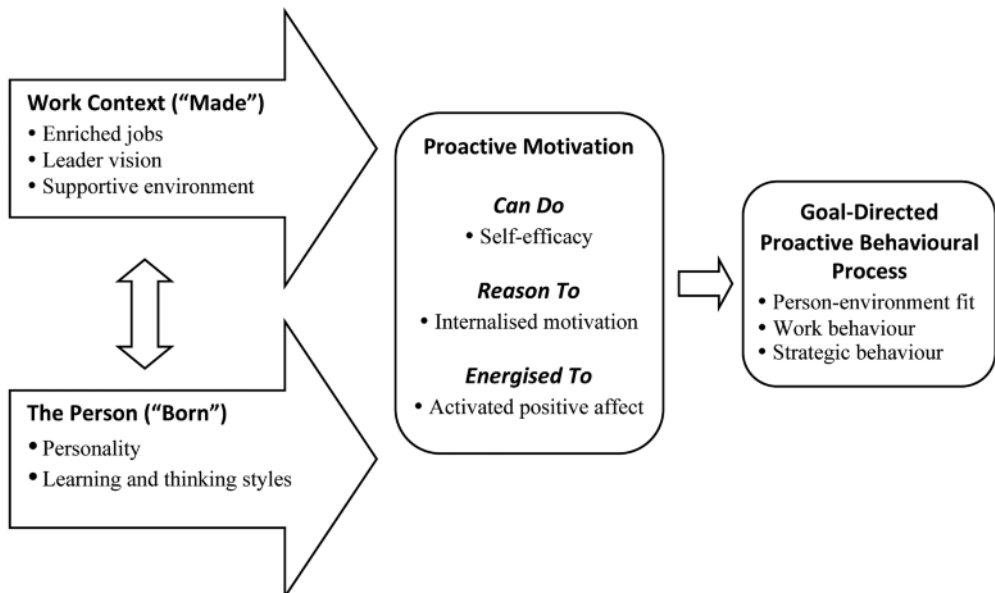 Work Context (“Made”)
• Enriched jobs
• Leader vision
• Supportive environment
The Person (“Born”)
• Personality
• Learning and thinking styles
Proactive Motivation
Can Do
• Self-efficacy
Reason To
• Internalised motivation
Energised To
• Activated positive affect
Goal-Directed
Proactive Behavioural
Process
• Person-environment fit
• Work behaviour
• Strategic behaviour